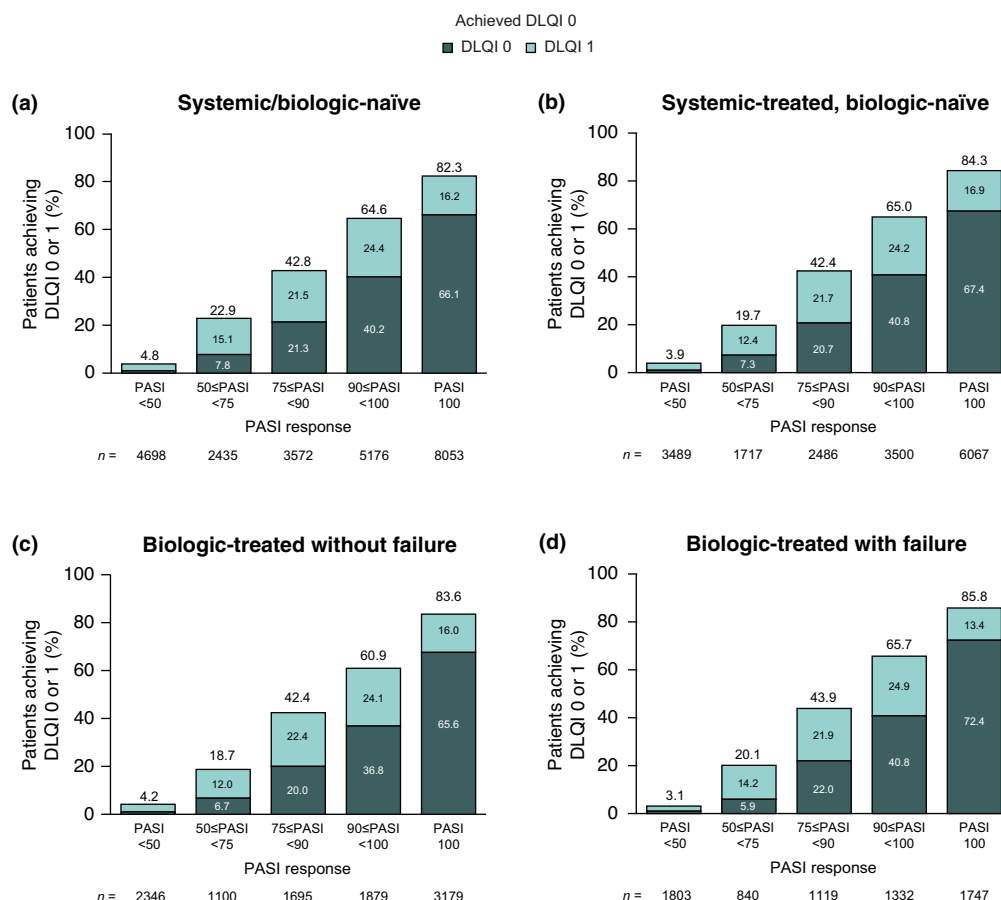 Achieved DLQI 0
DLQI 0 DLQI 1
(a) Systemic/biologic-naïve
Patients achieving
DLQI 0 or 1 (%)
100
80
60
40
20
0
4.8
22.9
15.1
7.8
42.8
21.5
21.3
64.6
24.4
40.2
82.3
16.2
66.1
PASI 50≤PASI 75≤PASI 90≤PASI PASI
<50 <75 <90 <100 100
PASI response
n = 4698 2435 3572 5176 8053
(b) Systemic-treated, biologic-naïve
Patients achieving
DLQI 0 or 1 (%)
100
80
60
40
20
0
3.9
19.7
12.4
7.3
42.4
21.7
20.7
65.0
24.2
40.8
84.3
16.9
67.4
PASI 50≤PASI 75≤PASI 90≤PASI PASI
<50 <75 <90 <100 100
PASI response
n = 3489 1717 2486 3500 6067
(c) Biologic-treated without failure
Patients achieving
DLQI 0 or 1 (%)
100
80
60
40
20
0
4.2
18.7
12.0
6.7
42.4
22.4
20.0
60.9
24.1
36.8
83.6
16.0
65.6
PASI 50≤PASI 75≤PASI 90≤PASI PASI
<50 <75 <90 <100 100
PASI response
n = 2346 1100 1695 1879 3179
(d) Biologic-treated with failure
Patients achieving
DLQI 0 or 1 (%)
100
80
60
40
20
0
3.1
20.1
14.2
5.9
43.9
21.9
22.0
65.7
24.9
40.8
85.8
13.4
72.4
PASI 50≤PASI 75≤PASI 90≤PASI PASI
<50 <75 <90 <100 100
PASI response
n = 1803 840 1119 1332 1747